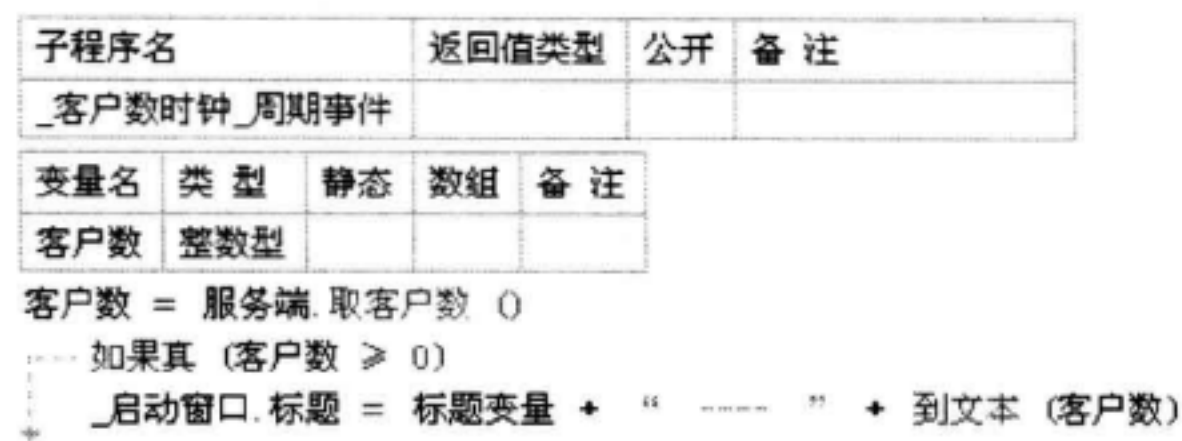 子程序名 返回值类型 公开 备 注
_客户数时钟_周期事件
变量名 类 型 静态 数组 备 注
客户数 整数型
客户数 = 服务端.取客户数 ()
如果真 (客户数 ≥ 0)
_启动窗口.标题 = 标题变量 + “ ---- ” + 到文本 (客户数)